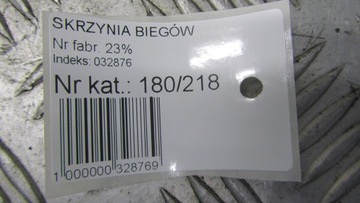 SKRZYNIA BIEGÓW
Nr fabr. 23%
Indeks: 032876
Nr kat.: 180/218
1 000000 328769